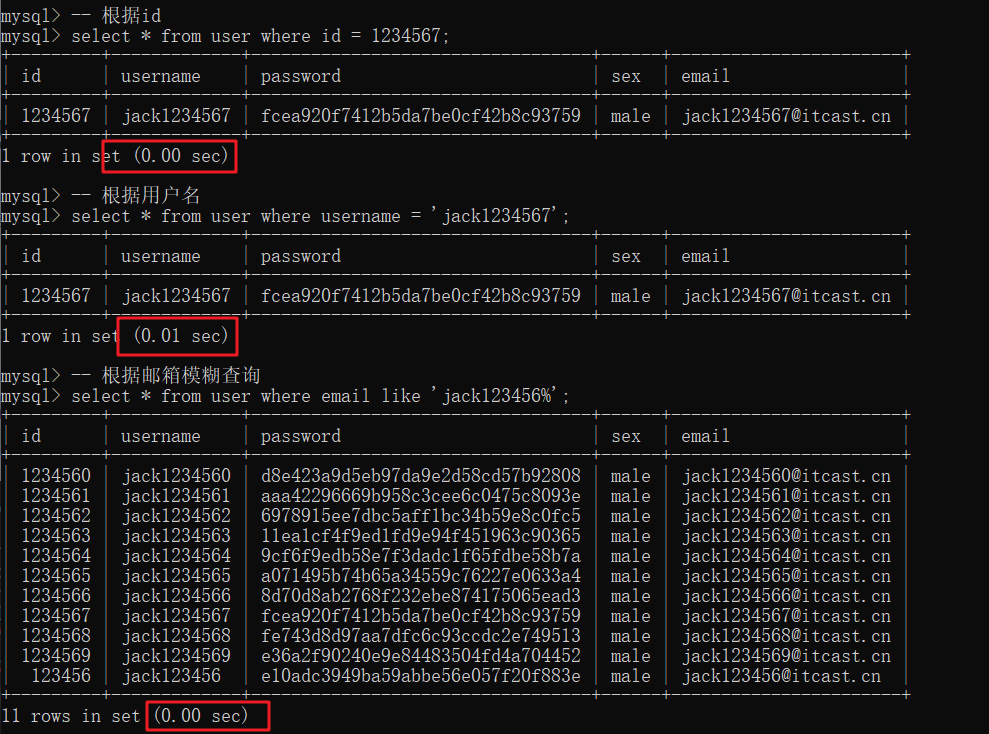 mysql> -- 根据id
mysql> select * from user where id = 1234567;
+---------+-------------+----------------------------------+------+-----------------------+
| id      | username    | password                         | sex  | email                 |
+---------+-------------+----------------------------------+------+-----------------------+
| 1234567 | jack1234567 | fcea920f7412b5da7be0cf42b8c93759 | male | jack1234567@itcast.cn |
+---------+-------------+----------------------------------+------+-----------------------+
1 row in set (0.00 sec)
mysql> -- 根据用户名
mysql> select * from user where username = 'jack1234567';
+---------+-------------+----------------------------------+------+-----------------------+
| id      | username    | password                         | sex  | email                 |
+---------+-------------+----------------------------------+------+-----------------------+
| 1234567 | jack1234567 | fcea920f7412b5da7be0cf42b8c93759 | male | jack1234567@itcast.cn |
+---------+-------------+----------------------------------+------+-----------------------+
1 row in set (0.01 sec)
mysql> -- 根据邮箱模糊查询
mysql> select * from user where email like 'jack123456%';
+---------+-------------+----------------------------------+------+-----------------------+
| id      | username    | password                         | sex  | email                 |
+---------+-------------+----------------------------------+------+-----------------------+
| 1234560 | jack1234560 | d8e423a9d5eb97da9e2d58cd57b92808 | male | jack1234560@itcast.cn |
| 1234561 | jack1234561 | aaa42296669b958c3cee6c0475c8093e | male | jack1234561@itcast.cn |
| 1234562 | jack1234562 | 6978915ee7dbc5aff1bc34b59e8c0fc5 | male | jack1234562@itcast.cn |
| 1234563 | jack1234563 | 11ea1cf4f9ed1fd9e94f451963c90365 | male | jack1234563@itcast.cn |
| 1234564 | jack1234564 | 9cf6f9edb58e7f3dadc1f65fdbe58b7a | male | jack1234564@itcast.cn |
| 1234565 | jack1234565 | a071495b74b65a34559c76227e0633a4 | male | jack1234565@itcast.cn |
| 1234566 | jack1234566 | 8d70d8ab2768f232ebe874175065ead3 | male | jack1234566@itcast.cn |
| 1234567 | jack1234567 | fcea920f7412b5da7be0cf42b8c93759 | male | jack1234567@itcast.cn |
| 1234568 | jack1234568 | fe743d8d97aa7dfc6c93ccdc2e749513 | male | jack1234568@itcast.cn |
| 1234569 | jack1234569 | e36a2f90240e9e84483504fd4a704452 | male | jack1234569@itcast.cn |
|  123456 | jack123456  | e10adc3949ba59abbe56e057f20f883e | male | jack123456@itcast.cn  |
+---------+-------------+----------------------------------+------+-----------------------+
11 rows in set (0.00 sec)